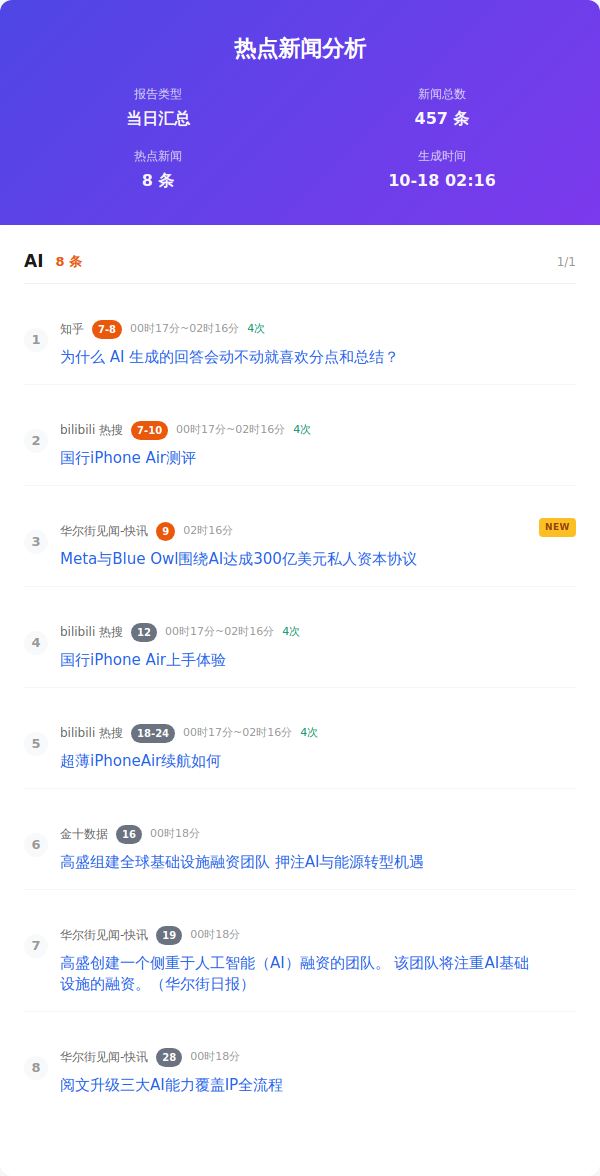 热点新闻分析
报告类型
新闻总数
当日汇总
457 条
热点新闻
生成时间
8 条
10-18 02:16
AI 8 条 1/1
1
知乎 7-8 00时17分~02时16分 4次
为什么 AI 生成的回答会动不动就喜欢分点和总结？
2
bilibili 热搜 7-10 00时17分~02时16分 4次
国行iPhone Air测评
3
华尔街见闻-快讯 9 02时16分 NEW
Meta与Blue Owl围绕AI达成300亿美元私人资本协议
4
bilibili 热搜 12 00时17分~02时16分 4次
国行iPhone Air上手体验
5
bilibili 热搜 18-24 00时17分~02时16分 4次
超薄iPhoneAir续航如何
6
金十数据 16 00时18分
高盛组建全球基础设施融资团队 押注AI与能源转型机遇
7
华尔街见闻-快讯 19 00时18分
高盛创建一个侧重于人工智能（AI）融资的团队。 该团队将注重AI基础
设施的融资。（华尔街日报）
8
华尔街见闻-快讯 28 00时18分
阅文升级三大AI能力覆盖IP全流程